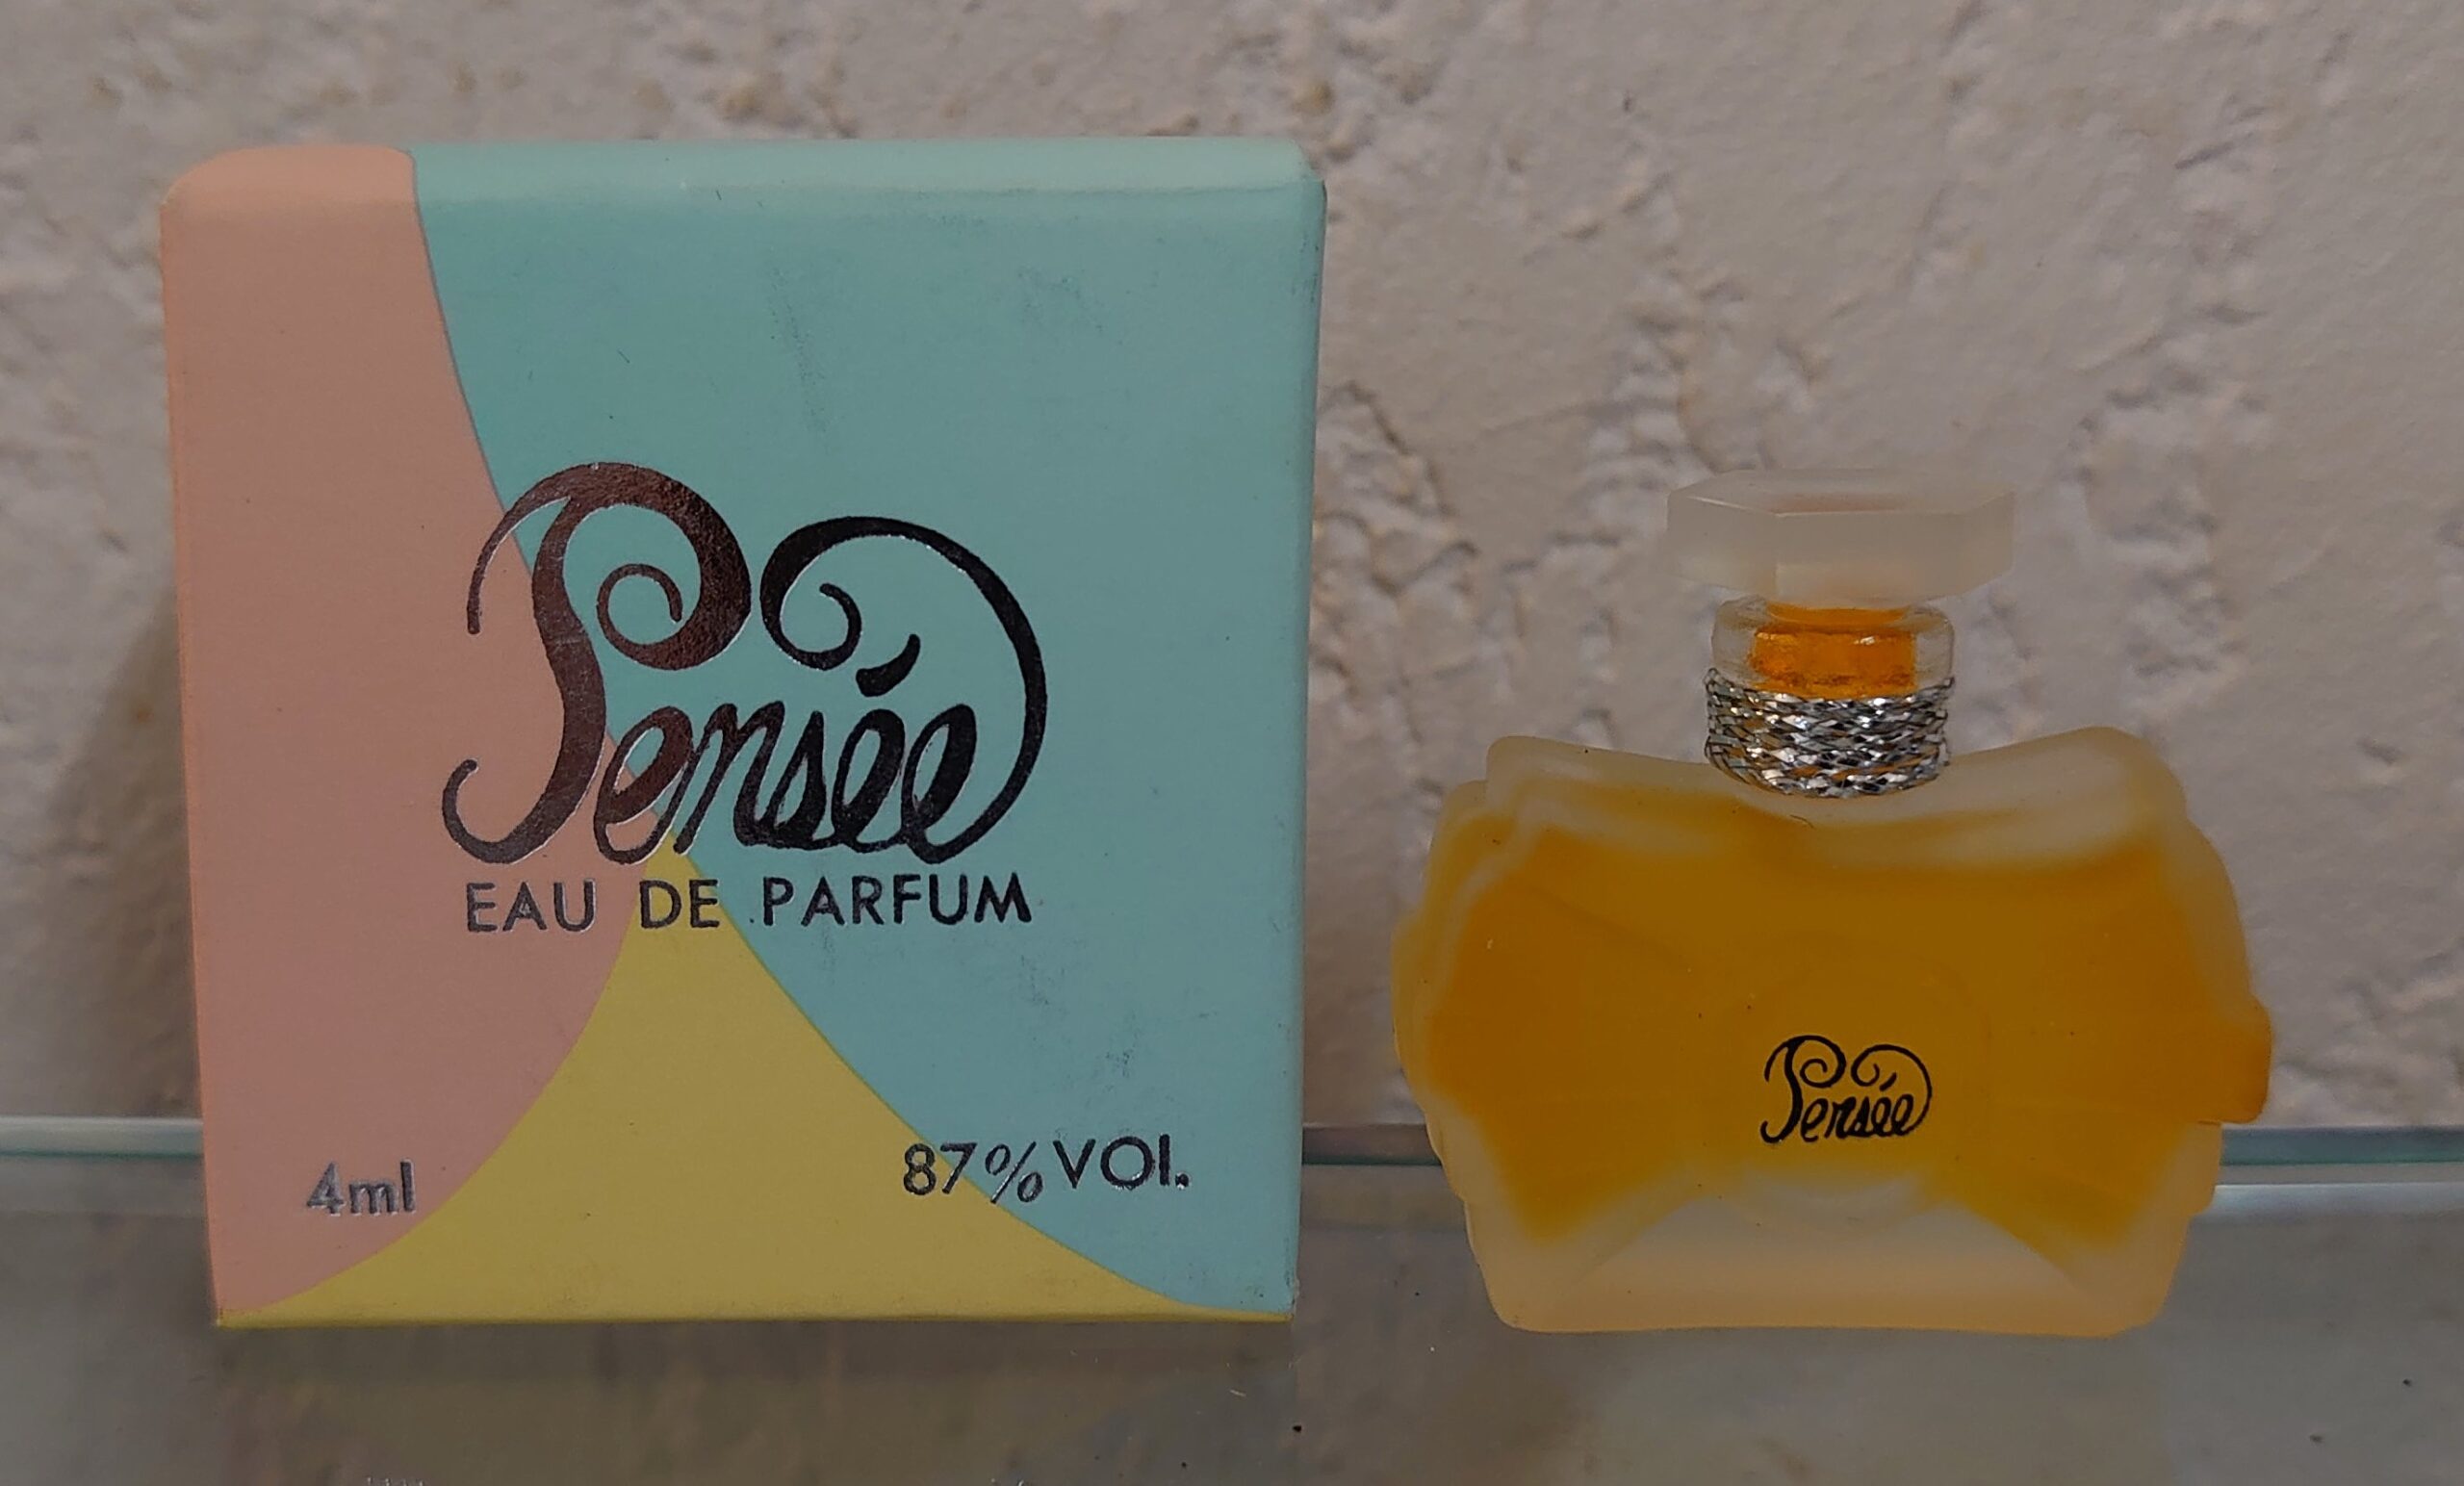 Pensée
EAU DE PARFUM
4ml
87% VOl.
Pensée